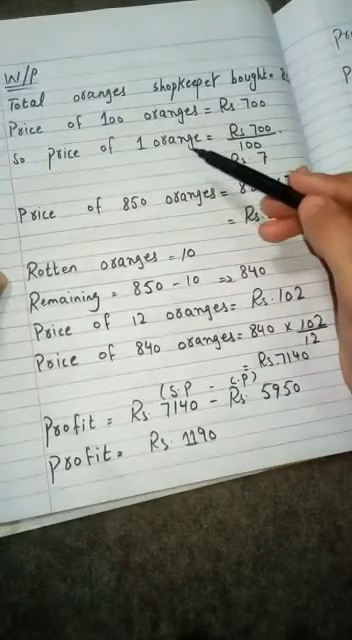 W/P
Total oranges shopkeeper bought =
Price of 100 oranges = Rs. 700
So price of 1 orange = Rs 700
100
Rs. 7
Price of 850 oranges =
= Rs.
Rotten oranges = 10
Remaining = 850 - 10 => 840
Price of 12 oranges = Rs. 102
Price of 840 oranges = 840 × 102
12
= Rs. 7140
(S.P - C.P)
Profit = Rs. 7140 - Rs. 5950
Profit = Rs. 1190